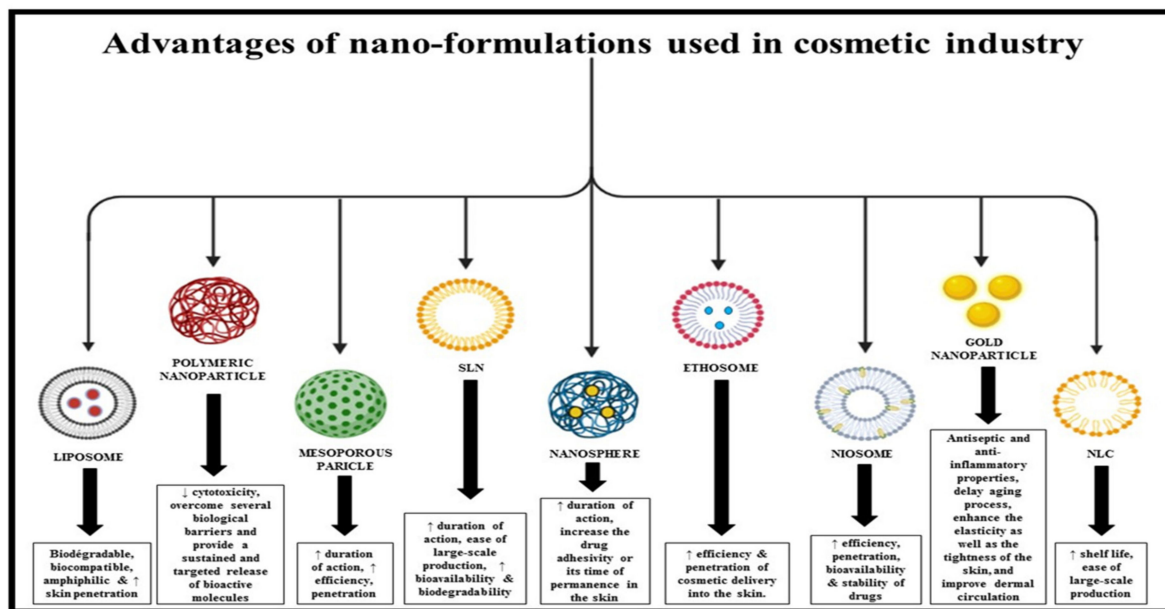 Advantages of nano-formulations used in cosmetic industry
LIPOSOME
Biodégradable,
biocompatible,
amphiphilic & ↑
skin penetration
POLYMERIC
NANOPARTICLE
↓ cytotoxicity,
overcome several
biological
barriers and
provide a
sustained and
targeted release
of bioactive
molecules
MESOPOROUS
PARICLE
↑ duration
of action, ↑
efficiency,
penetration
SLN
↑ duration of
action, ease of
large-scale
production, ↑
bioavailability &
biodegradability
NANOSPHERE
↑ duration of
action,
increase the
drug
adhesivity or
its time of
permanence in
the skin
ETHOSOME
↑ efficiency &
penetration of
cosmetic delivery
into the skin.
NIOSOME
↑ efficiency,
penetration,
bioavailability
& stability of
drugs
GOLD
NANOPARTICLE
Antiseptic and
anti-
inflammatory
properties,
delay aging
process,
enhance the
elasticity as
well as the
tightness of the
skin, and
improve dermal
circulation
NLC
↑ shelf life,
ease of
large-scale
production